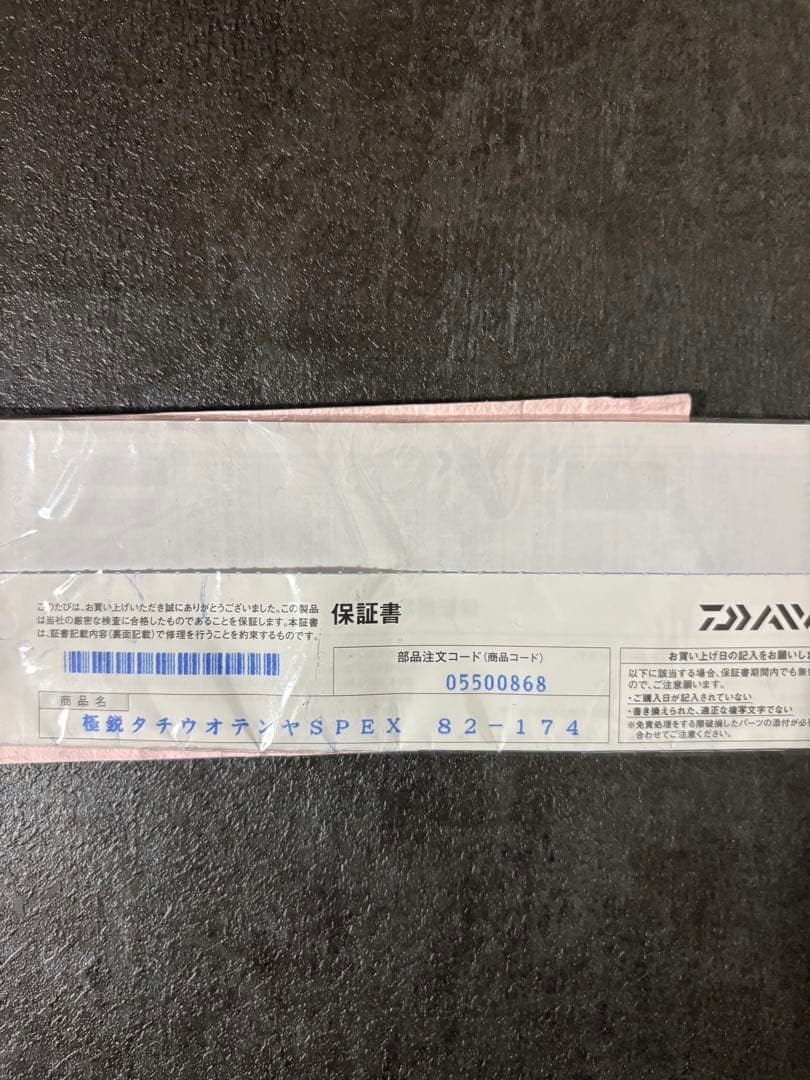 このたびは、お買い上げいただき誠にありがとうございました。この製品
は当社の厳密な検査に合格したものであることを保証します。本証書
は、証書記載内容(裏面記載)で修理を行うことを約束するものです。
保証書
DAIWA
部品注文コード(商品コード)
05500868
商品名
極鋭タチウオテンヤSPEX 82-174
お買い上げ日の記入をお願いしま
以下に該当する場合、保証書期間内でも無
ので、ご注意願います。
・ご購入日が記入されていない
・書き換えられた、適正な複写文字でない
※免責処理をする際破損したパーツの添付が必
合わせてご注意ください。